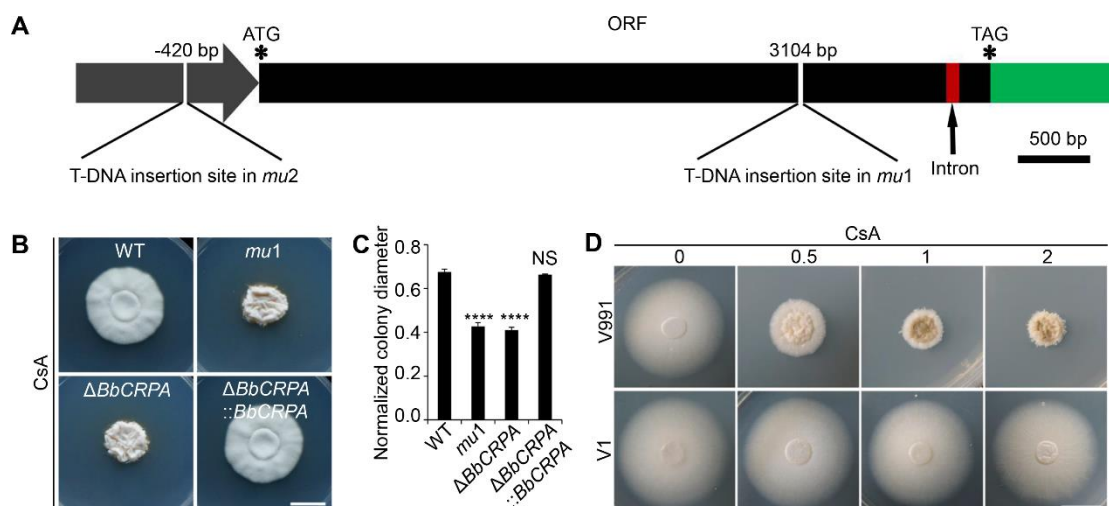 A
ORF
ATG
TAG
-420 bp
*
3104 bp
*
T-DNA insertion site in mu2
T-DNA insertion site in mu1
Intron
500 bp
B
WT
mu1
CsA
ΔBbCRPA
ΔBbCRPA
::BbCRPA
C
Normalized colony diameter
0.8
0.6
0.4
0.2
0.0
****
****
NS
WT
mu1
ΔBbCRPA
ΔBbCRPA
::BbCRPA
D
CsA
0
0.5
1
2
V991
V1